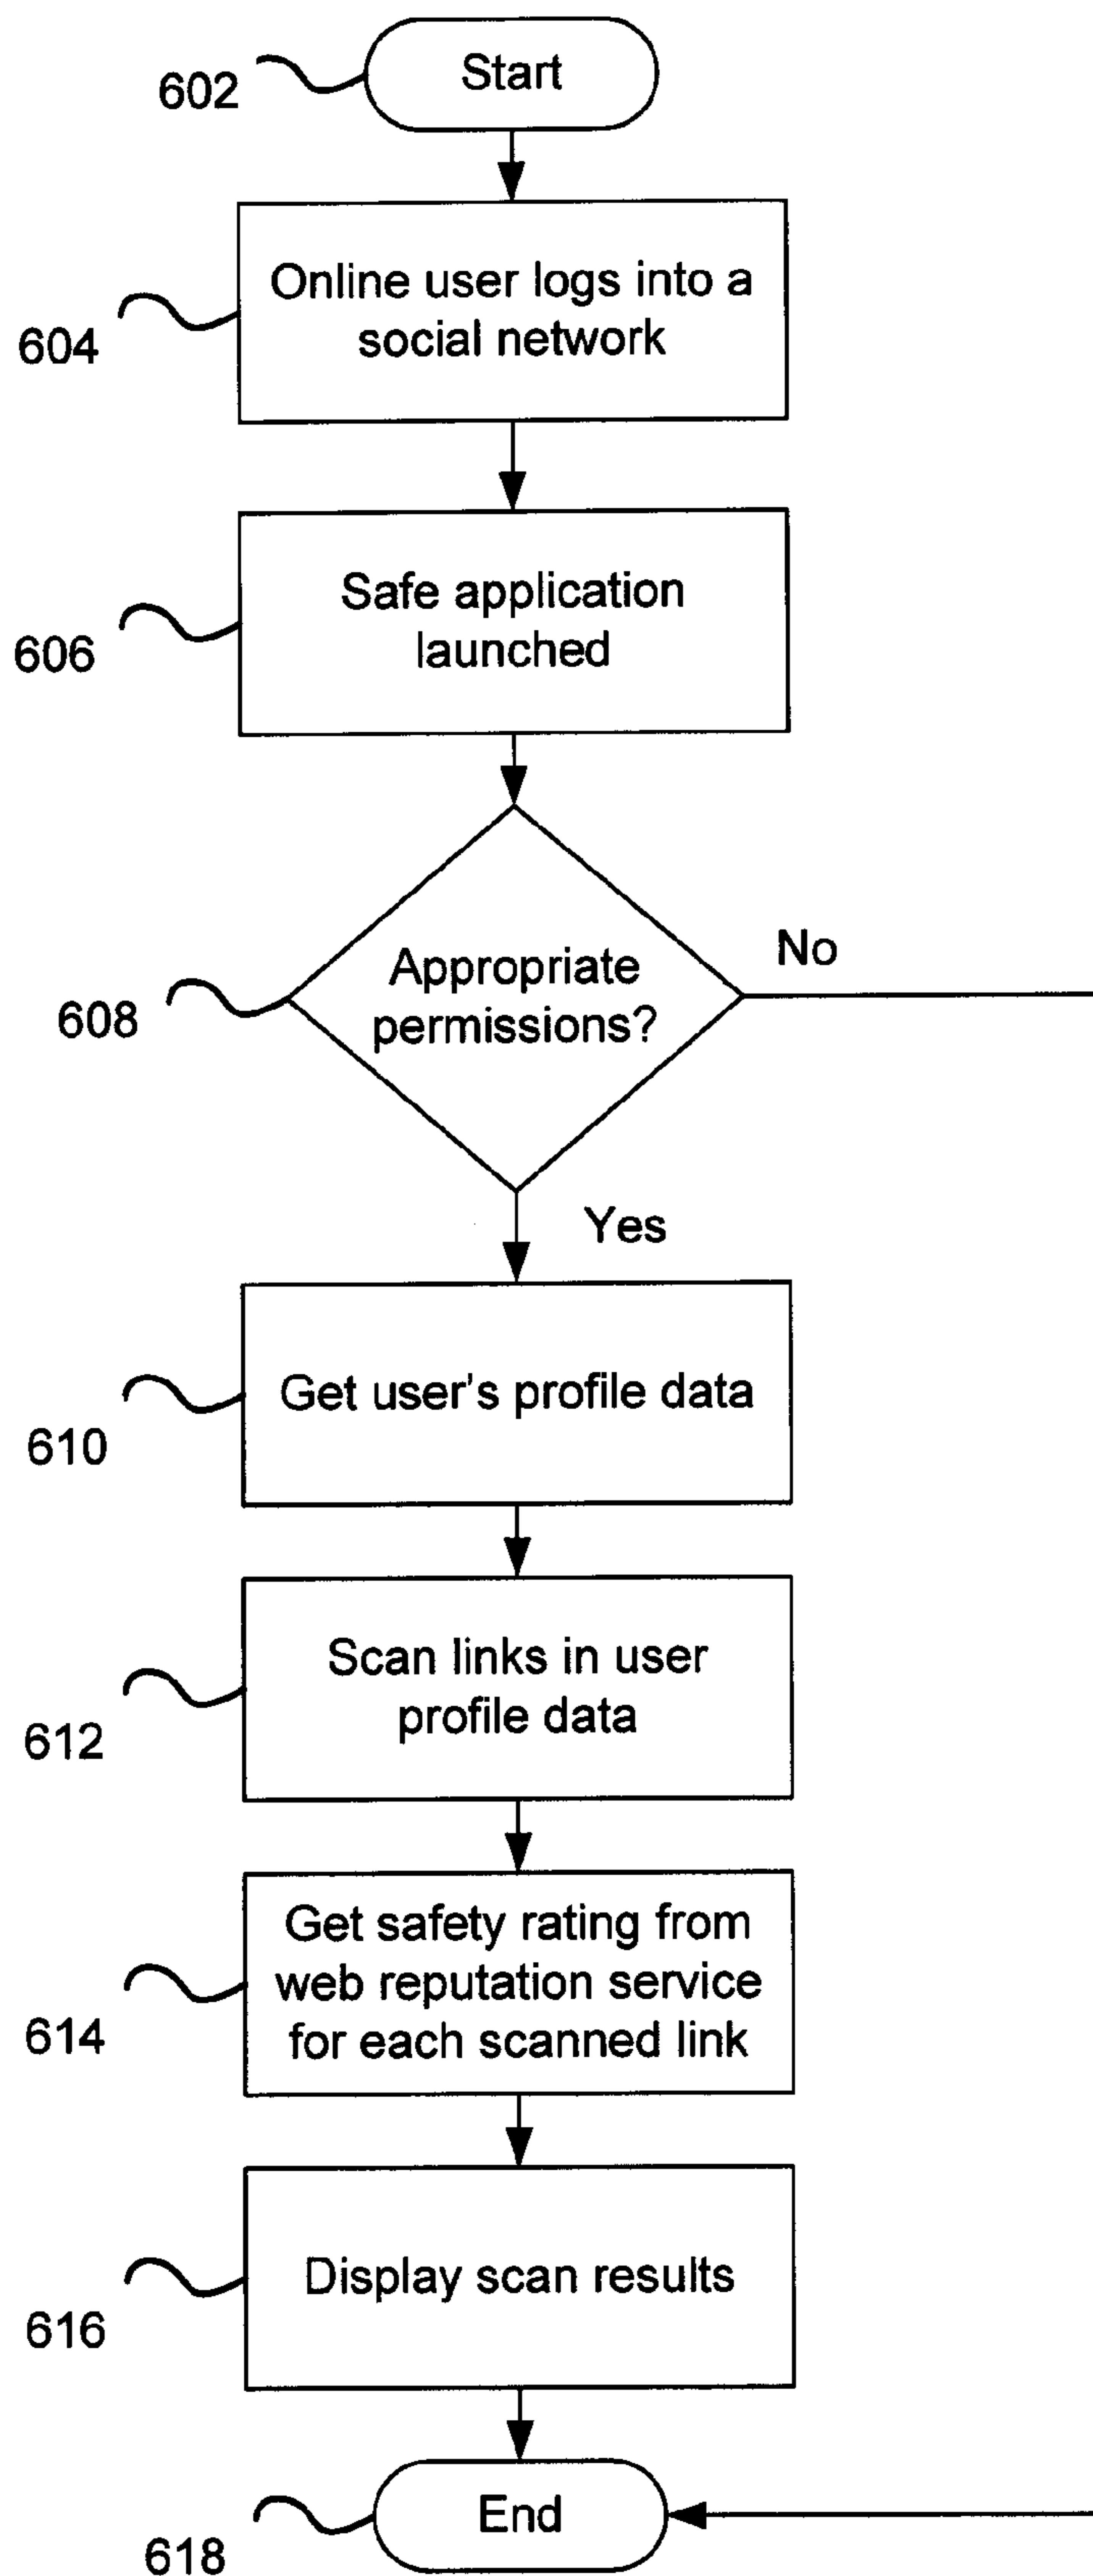 Start
602
Online user logs into a
social network
604
Safe application
launched
606
Appropriate
permissions?
No
608
Yes
Get user's profile data
610
Scan links in user
profile data
612
Get safety rating from
web reputation service
for each scanned link
614
Display scan results
616
End
618